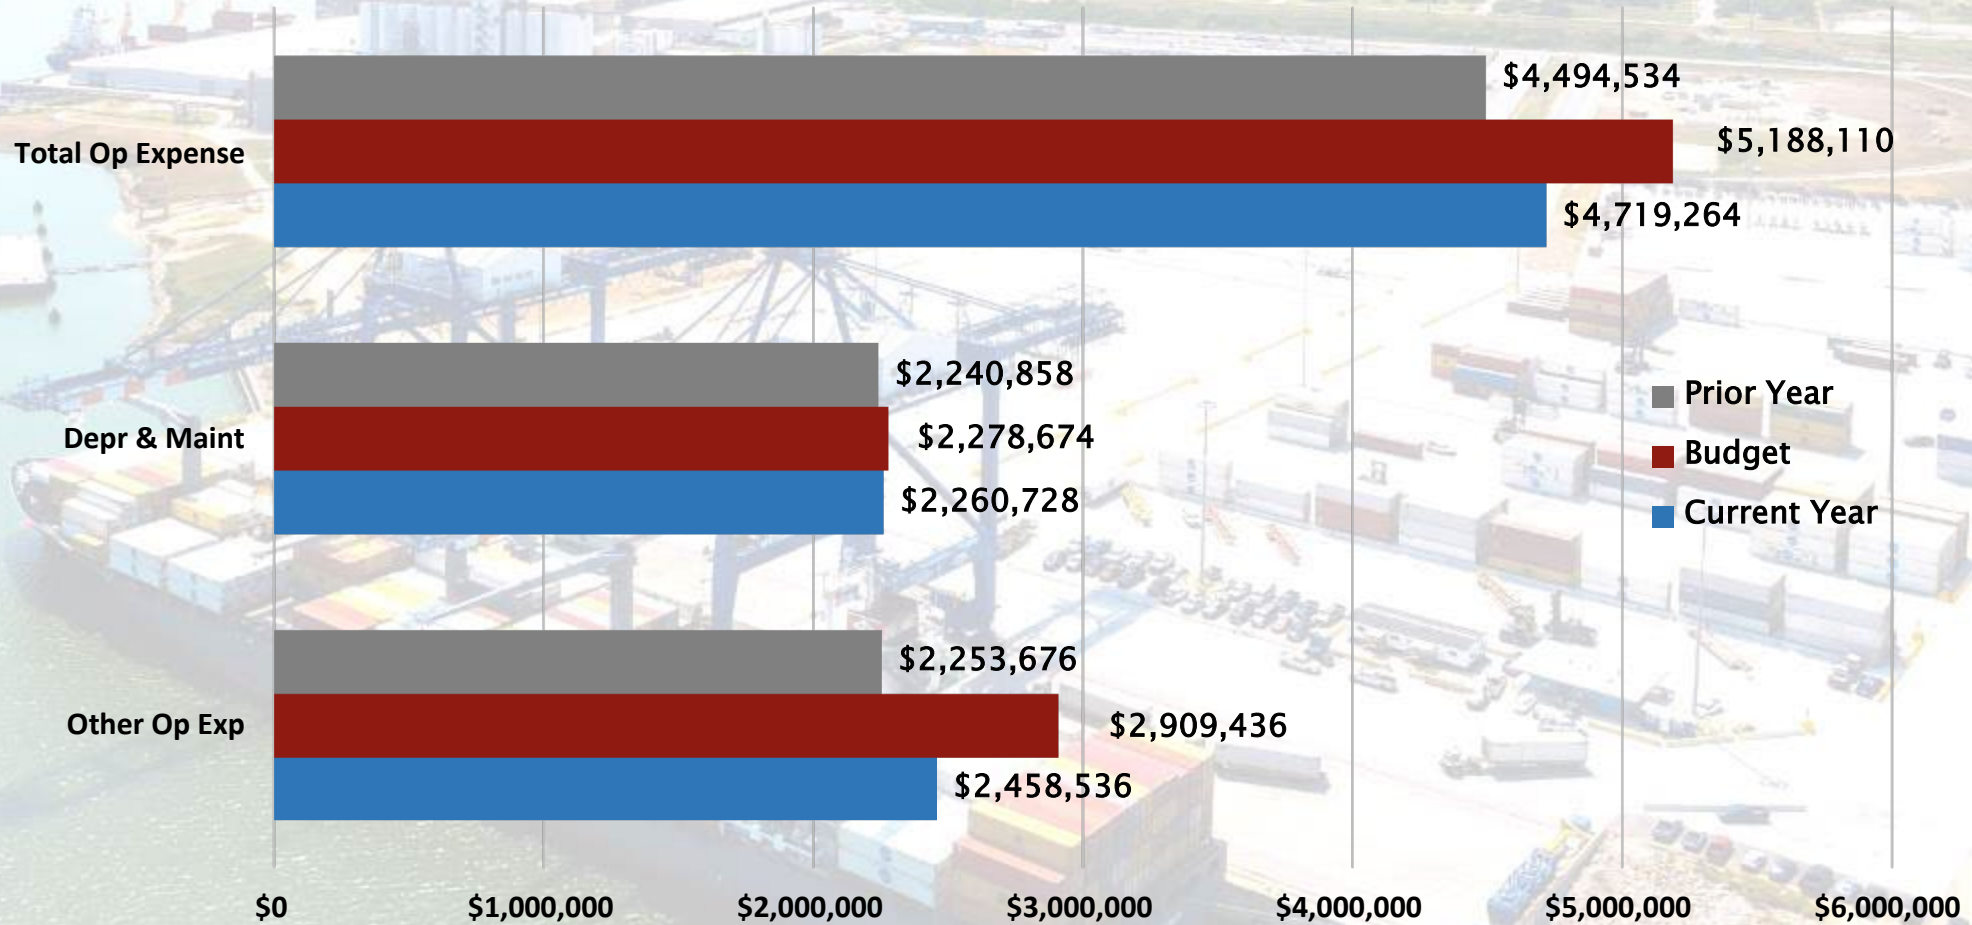 $4,494,534
$5,188,110
Total Op Expense
$4,719,264
$2,240,858
Prior Year
$2,278,674
Depr & Maint
Budget
$2,260,728
Current Year
$2,253,676
$2,909,436
Other Op Exp
$2,458,536
$0 $1,000,000 $2,000,000 $3,000,000 $4,000,000 $5,000,000 $6,000,000